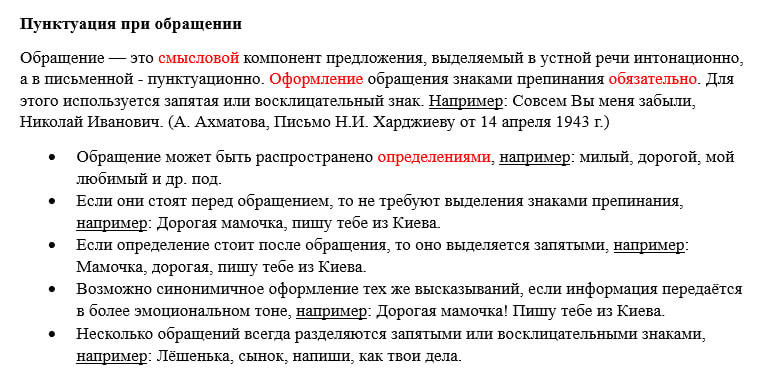 Пунктуация при обращении
Обращение — это смысловой компонент предложения, выделяемый в устной речи интонационно,
а в письменной - пунктуационно. Оформление обращения знаками препинания обязательно. Для
этого используется запятая или восклицательный знак. Например: Совсем Вы меня забыли,
Николай Иванович. (А. Ахматова, Письмо Н.И. Харджиеву от 14 апреля 1943 г.)
• Обращение может быть распространено определениями, например: милый, дорогой, мой
любимый и др. под.
• Если они стоят перед обращением, то не требуют выделения знаками препинания,
например: Дорогая мамочка, пишу тебе из Киева.
• Если определение стоит после обращения, то оно выделяется запятыми, например:
Мамочка, дорогая, пишу тебе из Киева.
• Возможно синонимичное оформление тех же высказываний, если информация передаётся
в более эмоциональном тоне, например: Дорогая мамочка! Пишу тебе из Киева.
• Несколько обращений всегда разделяются запятыми или восклицательными знаками,
например: Лёшенька, сынок, напиши, как твои дела.